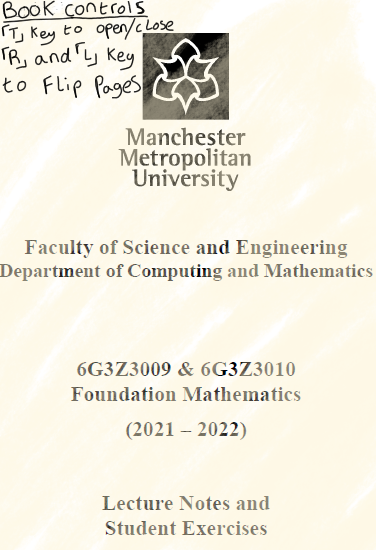 Book controls
「T」 Key to open/close
「R」 and 「L」 Key
to Flip Pages
Manchester
Metropolitan
University
Faculty of Science and Engineering
Department of Computing and Mathematics
6G3Z3009 & 6G3Z3010
Foundation Mathematics
(2021 – 2022)
Lecture Notes and
Student Exercises